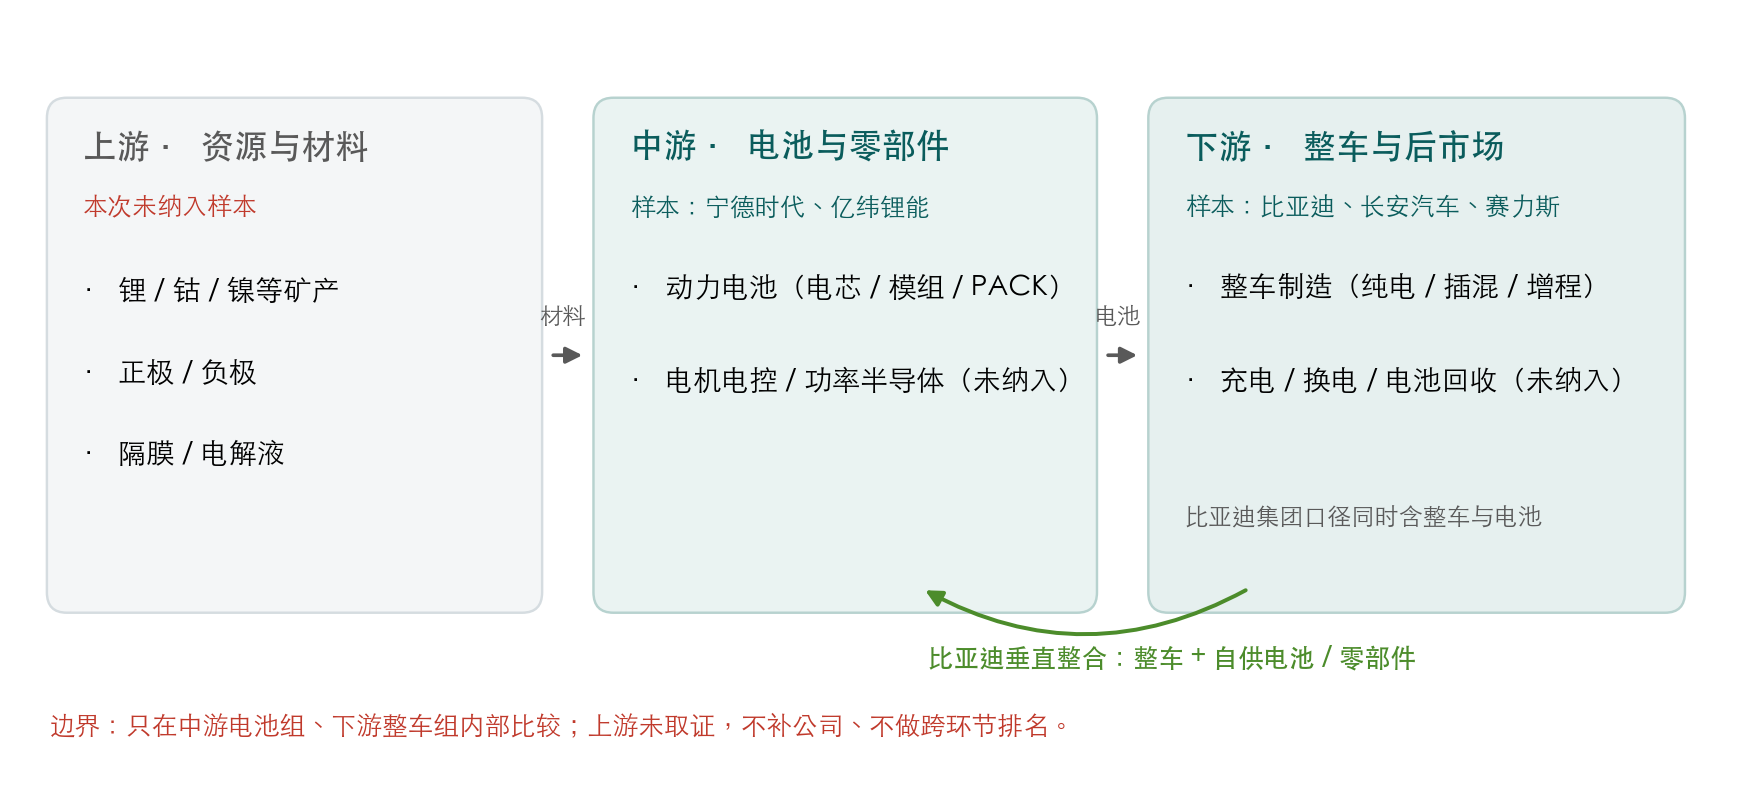 上游 · 资源与材料
本次未纳入样本
· 锂 / 钴 / 镍等矿产
· 正极 / 负极
· 隔膜 / 电解液
材料
中游 · 电池与零部件
样本：宁德时代、亿纬锂能
· 动力电池（电芯 / 模组 / PACK）
· 电机电控 / 功率半导体（未纳入）
电池
下游 · 整车与后市场
样本：比亚迪、长安汽车、赛力斯
· 整车制造（纯电 / 插混 / 增程）
· 充电 / 换电 / 电池回收（未纳入）
比亚迪集团口径同时含整车与电池
比亚迪垂直整合：整车 + 自供电池 / 零部件
边界：只在中游电池组、下游整车组内部比较；上游未取证，不补公司、不做跨环节排名。